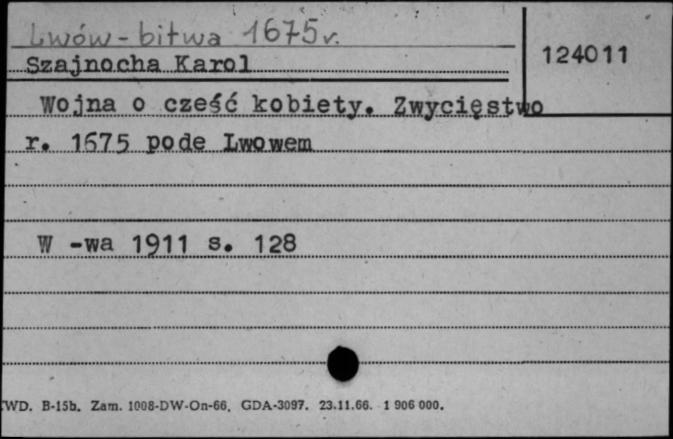 Lwów - bitwa 1675 r.
124011
Szajnocha Karol
Wojna o cześć kobiety. Zwycięstwo
r. 1675 pode Lwowem
W -wa 1911 s. 128
WD. B-15b. Zam. 1008-DW-On-66. GDA-3097. 23.11.66. 1 906 000.